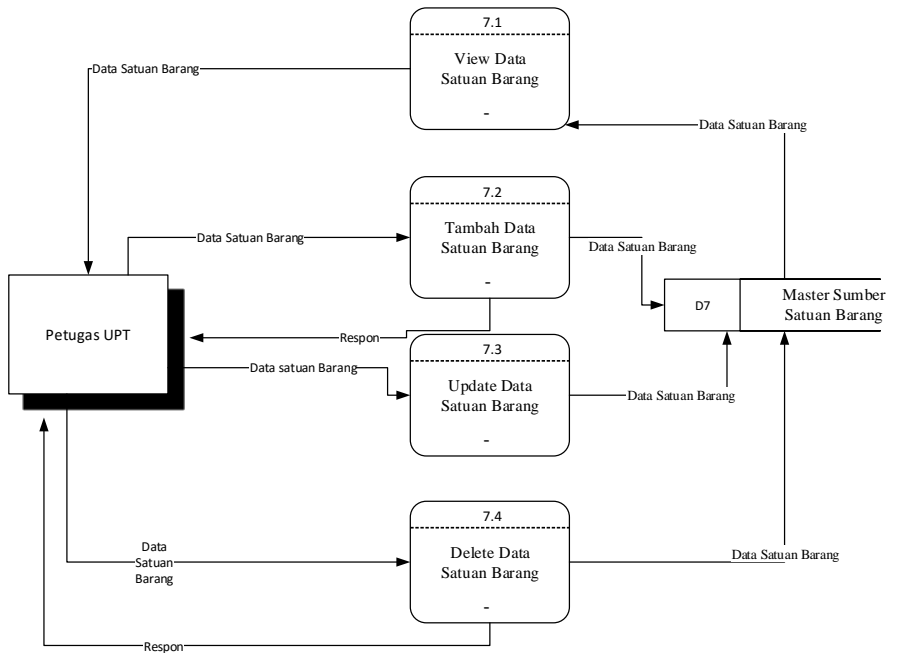 7.1
View Data
Satuan Barang
-
Data Satuan Barang
Data Satuan Barang
7.2
Tambah Data
Satuan Barang
-
Data Satuan Barang
Data Satuan Barang
D7
Master Sumber
Satuan Barang
Petugas UPT
Respon
7.3
Update Data
Satuan Barang
-
Data satuan Barang
Data Satuan Barang
7.4
Delete Data
Satuan Barang
-
Data
Satuan
Barang
Data Satuan Barang
Respon